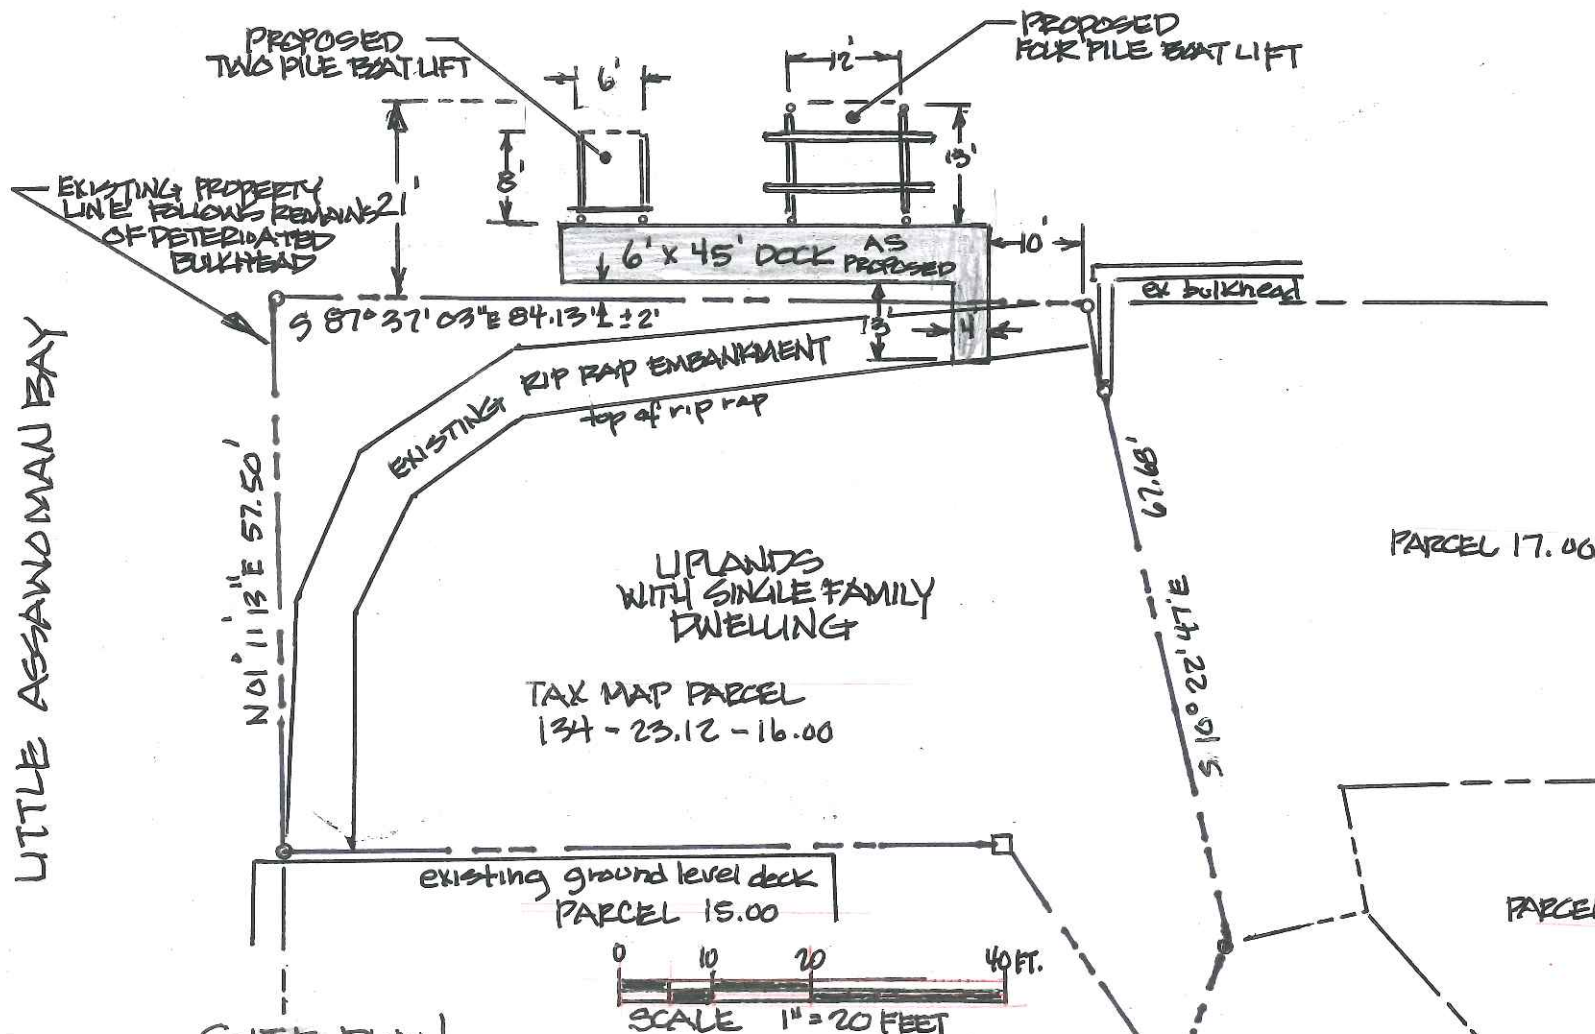 PROPOSED
TWO PILE BOAT LIFT
PROPOSED
FOUR PILE BOAT LIFT
6'
12'
8'
13'
21'
EXISTING PROPERTY
LINE FOLLOWS REMAINS
OF DETERIATED
BULKHEAD
6' X 45' DOCK AS
PROPOSED
10'
ex bulkhead
S 87° 37' 03" E 84.13' ± 2'
13'
4'
EXISTING RIP RAP EMBANKMENT
top of rip rap
LITTLE ASSAWOMAN BAY
N 01° 11' 13" E 57.50'
67.68'
S 10° 22' 47" E
PARCEL 17.00
UPLANDS
WITH SINGLE FAMILY
DWELLING
TAX MAP PARCEL
134 - 23.12 - 16.00
existing ground level deck
PARCEL 15.00
PARCEL
0 10 20 40 FT.
SCALE 1" = 20 FEET
SITE PLAN